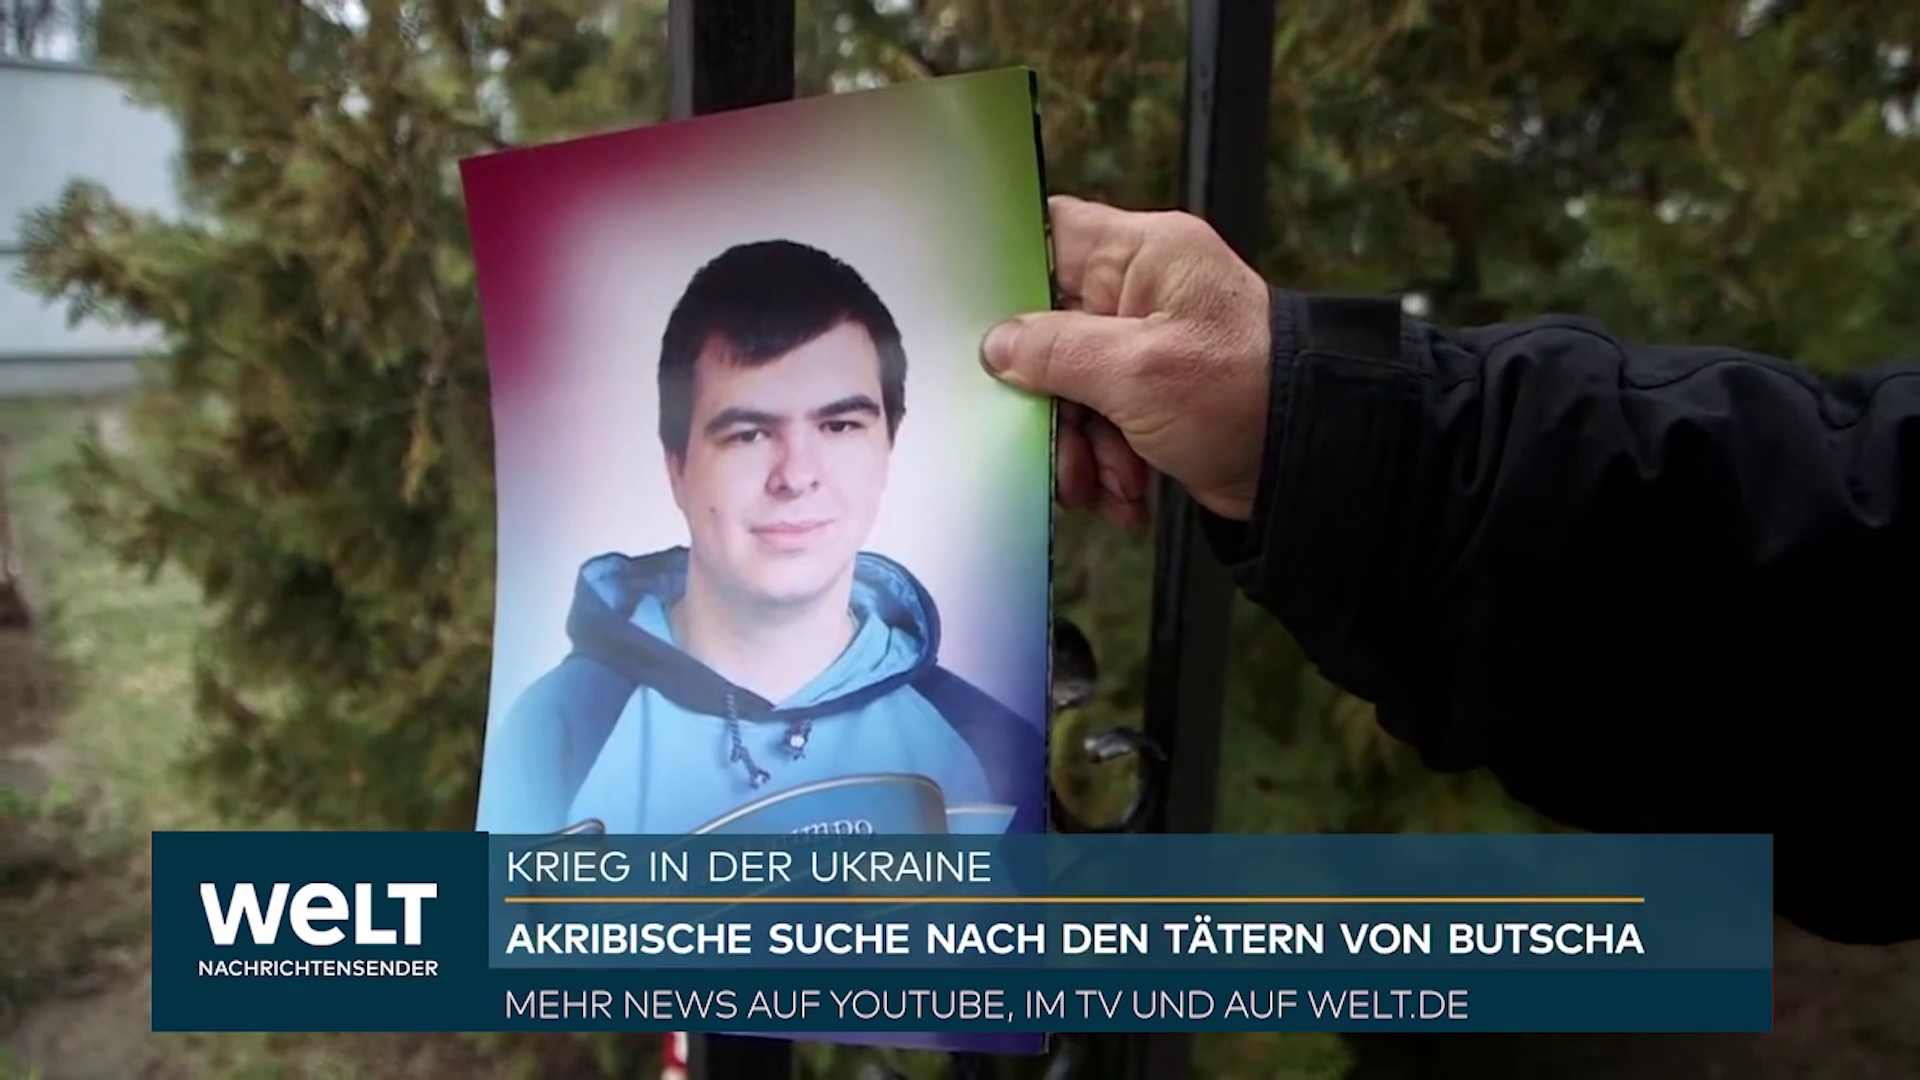 WELT
NACHRICHTENSENDER
KRIEG IN DER UKRAINE
AKRIBISCHE SUCHE NACH DEN TÄTERN VON BUTSCHA
MEHR NEWS AUF YOUTUBE, IM TV UND AUF WELT.DE